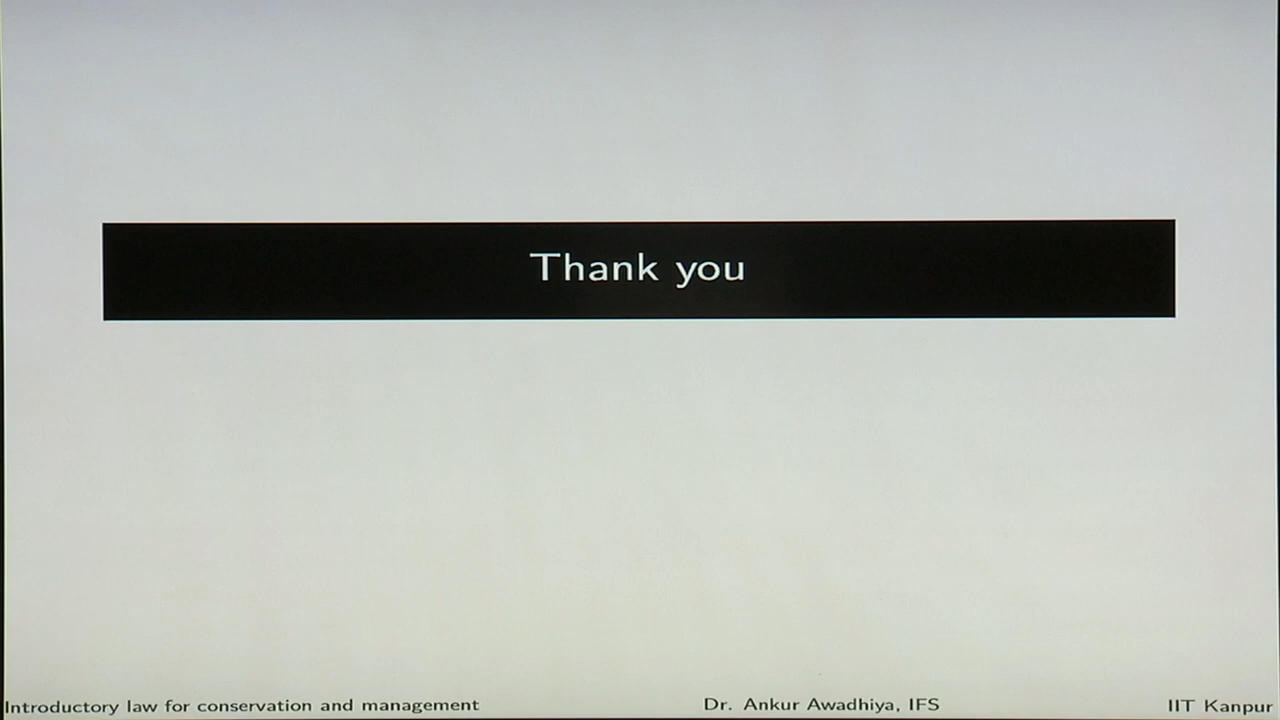 Thank you
Introductory law for conservation and management Dr. Ankur Awadhiya, IFS IIT Kanpur